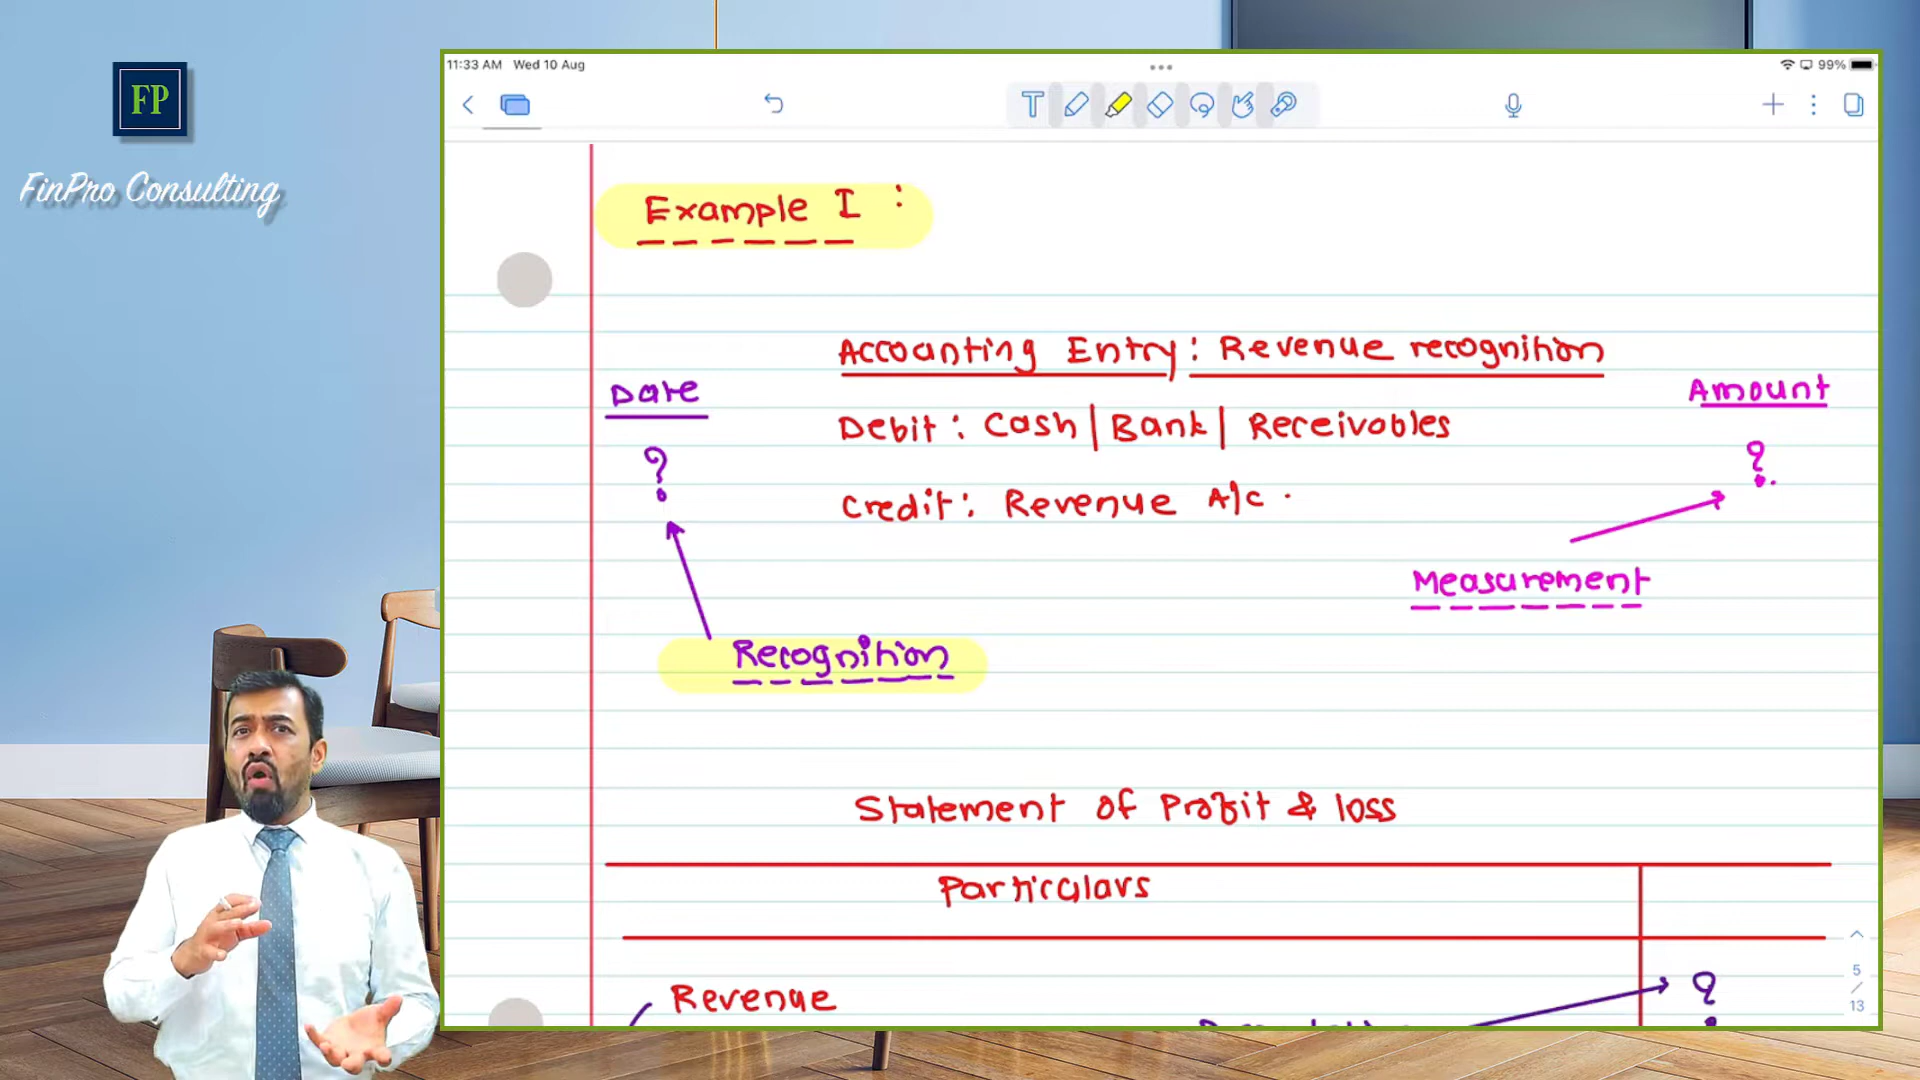 FP
FinPro Consulting
11:33 AM Wed 10 Aug
99%
T
Example I :
Accounting Entry : Revenue recognition
Date
Amount
Debit : Cash | Bank | Receivables
?
?
Credit : Revenue A/c .
Measurement
Recognition
Statement of Profit & loss
Particulars
5
/
13
?
Revenue